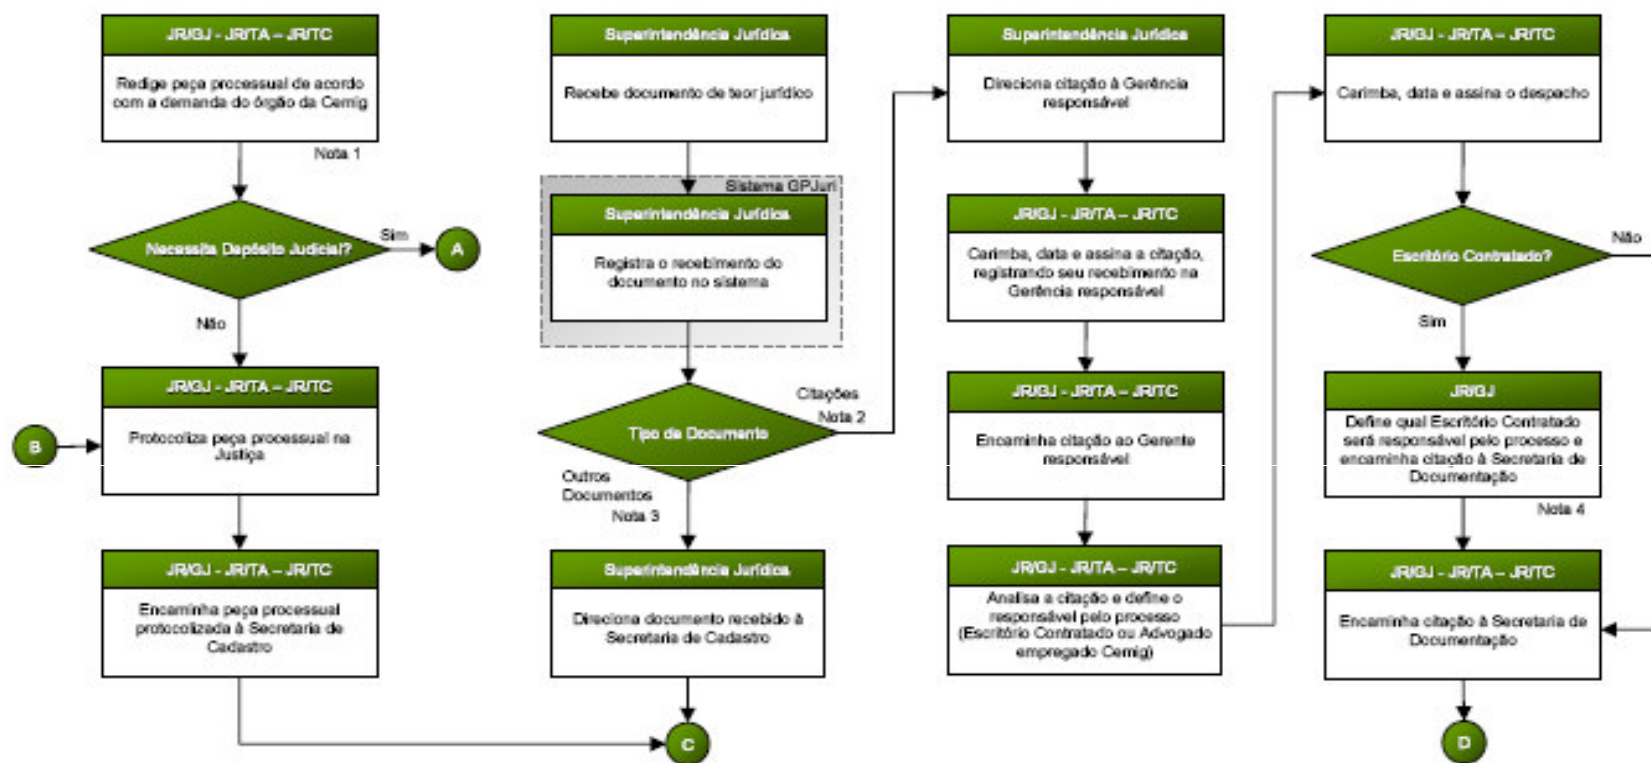 JR/GJ - JR/TA – JR/TC
Redige peça processual de acordo
com a demanda do órgão da Cemig
Nota 1
Necessita Depósito Judicial?
Sim
A
Não
B
JR/GJ - JR/TA – JR/TC
Protocoliza peça processual na
Justiça
JR/GJ - JR/TA – JR/TC
Encaminha peça processual
protocolizada à Secretaria de
Cadastro
Superintendência Jurídica
Recebe documento de teor jurídico
Sistema GPJuri
Superintendência Jurídica
Registra o recebimento do
documento no sistema
Tipo de Documento
Citações
Nota 2
Outros
Documentos
Nota 3
Superintendência Jurídica
Direciona documento recebido à
Secretaria de Cadastro
C
Superintendência Jurídica
Direciona citação à Gerência
responsável
JR/GJ - JR/TA – JR/TC
Carimba, data e assina a citação,
registrando seu recebimento na
Gerência responsável
JR/GJ - JR/TA – JR/TC
Encaminha citação ao Gerente
responsável
JR/GJ - JR/TA – JR/TC
Analisa a citação e define o
responsável pelo processo
(Escritório Contratado ou Advogado
empregado Cemig)
JR/GJ - JR/TA – JR/TC
Carimba, data e assina o despacho
Escritório Contratado?
Não
Sim
JR/GJ
Define qual Escritório Contratado
será responsável pelo processo e
encaminha citação à Secretaria de
Documentação
Nota 4
JR/GJ - JR/TA – JR/TC
Encaminha citação à Secretaria de
Documentação
D